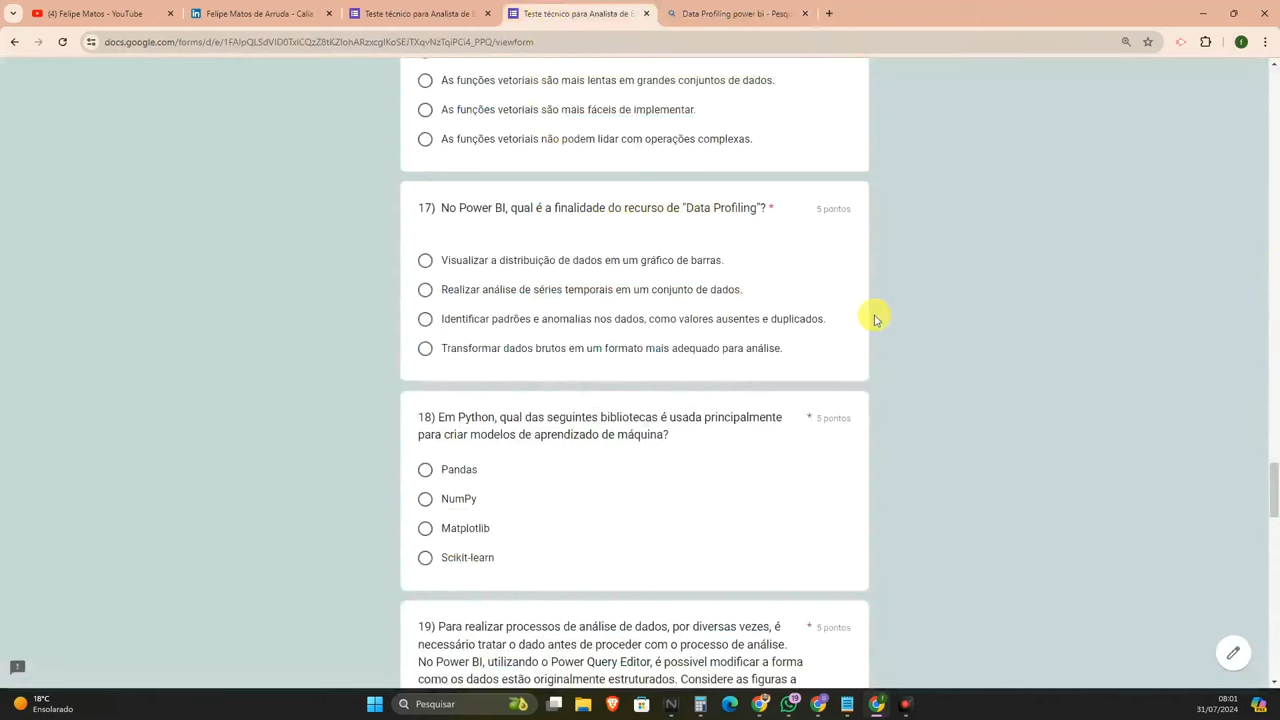 (4) Felipe Matos - YouTube
Felipe Matos de Arruda - Calia
Teste técnico para Analista de B
Teste técnico para Analista de B
Data Profiling power bi - Pesqu
docs.google.com/forms/d/e/1FAIpQLSdVID0TxICQzZ8tKZIohARzxcgIKoSE/TXqvNzTqiPCi4_PPQ/viewform
As funções vetoriais são mais lentas em grandes conjuntos de dados.
As funções vetoriais são mais fáceis de implementar.
As funções vetoriais não podem lidar com operações complexas.
17) No Power BI, qual é a finalidade do recurso de "Data Profiling"? *
5 pontos
Visualizar a distribuição de dados em um gráfico de barras.
Realizar análise de séries temporais em um conjunto de dados.
Identificar padrões e anomalias nos dados, como valores ausentes e duplicados.
Transformar dados brutos em um formato mais adequado para análise.
18) Em Python, qual das seguintes bibliotecas é usada principalmente
para criar modelos de aprendizado de máquina?
* 5 pontos
Pandas
NumPy
Matplotlib
Scikit-learn
19) Para realizar processos de análise de dados, por diversas vezes, é
necessário tratar o dado antes de proceder com o processo de análise.
No Power BI, utilizando o Power Query Editor, é possivel modificar a forma
como os dados estão originalmente estruturados. Considere as figuras a
* 5 pontos
18°C
Ensolarado
Pesquisar
19
08:01
31/07/2024